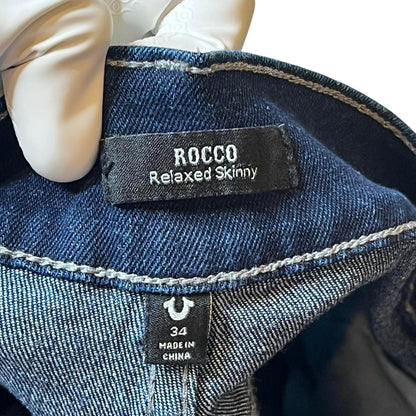 ROCCO
Relaxed Skinny
34
MADE IN
CHINA